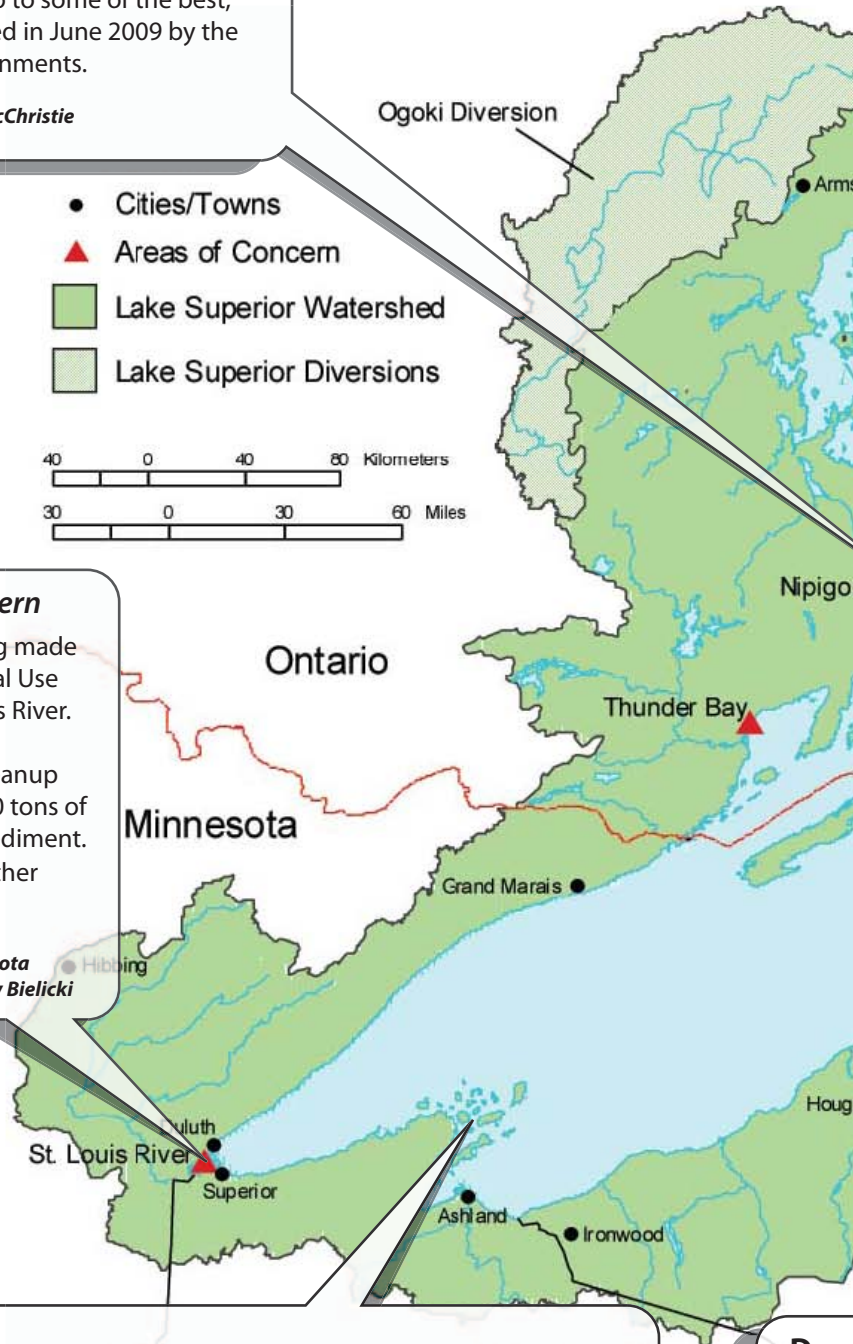 to some of the best,
ed in June 2009 by the
nments.
cChristie
Ogoki Diversion
Cities/Towns
Areas of Concern
Lake Superior Watershed
Lake Superior Diversions
40 0 40 80 Kilometers
30 0 30 60 Miles
Arms
Nipigo
ern
g made
al Use
s River.
anup
0 tons of
diment.
ther
ota
y Bielicki
Ontario
Thunder Bay
Minnesota
Grand Marais
Hibbing
Houg
Duluth
St. Louis River
Superior
Ashland
Ironwood